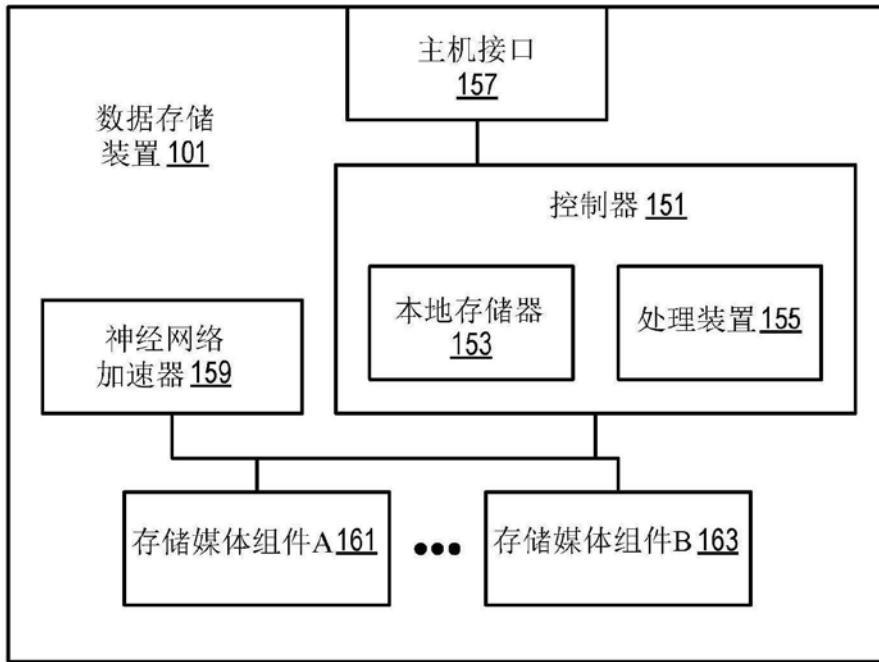 主机接口
157
数据存储
装置 101
控制器 151
本地存储器
153
处理装置 155
神经网络
加速器 159
存储媒体组件A 161
存储媒体组件B 163